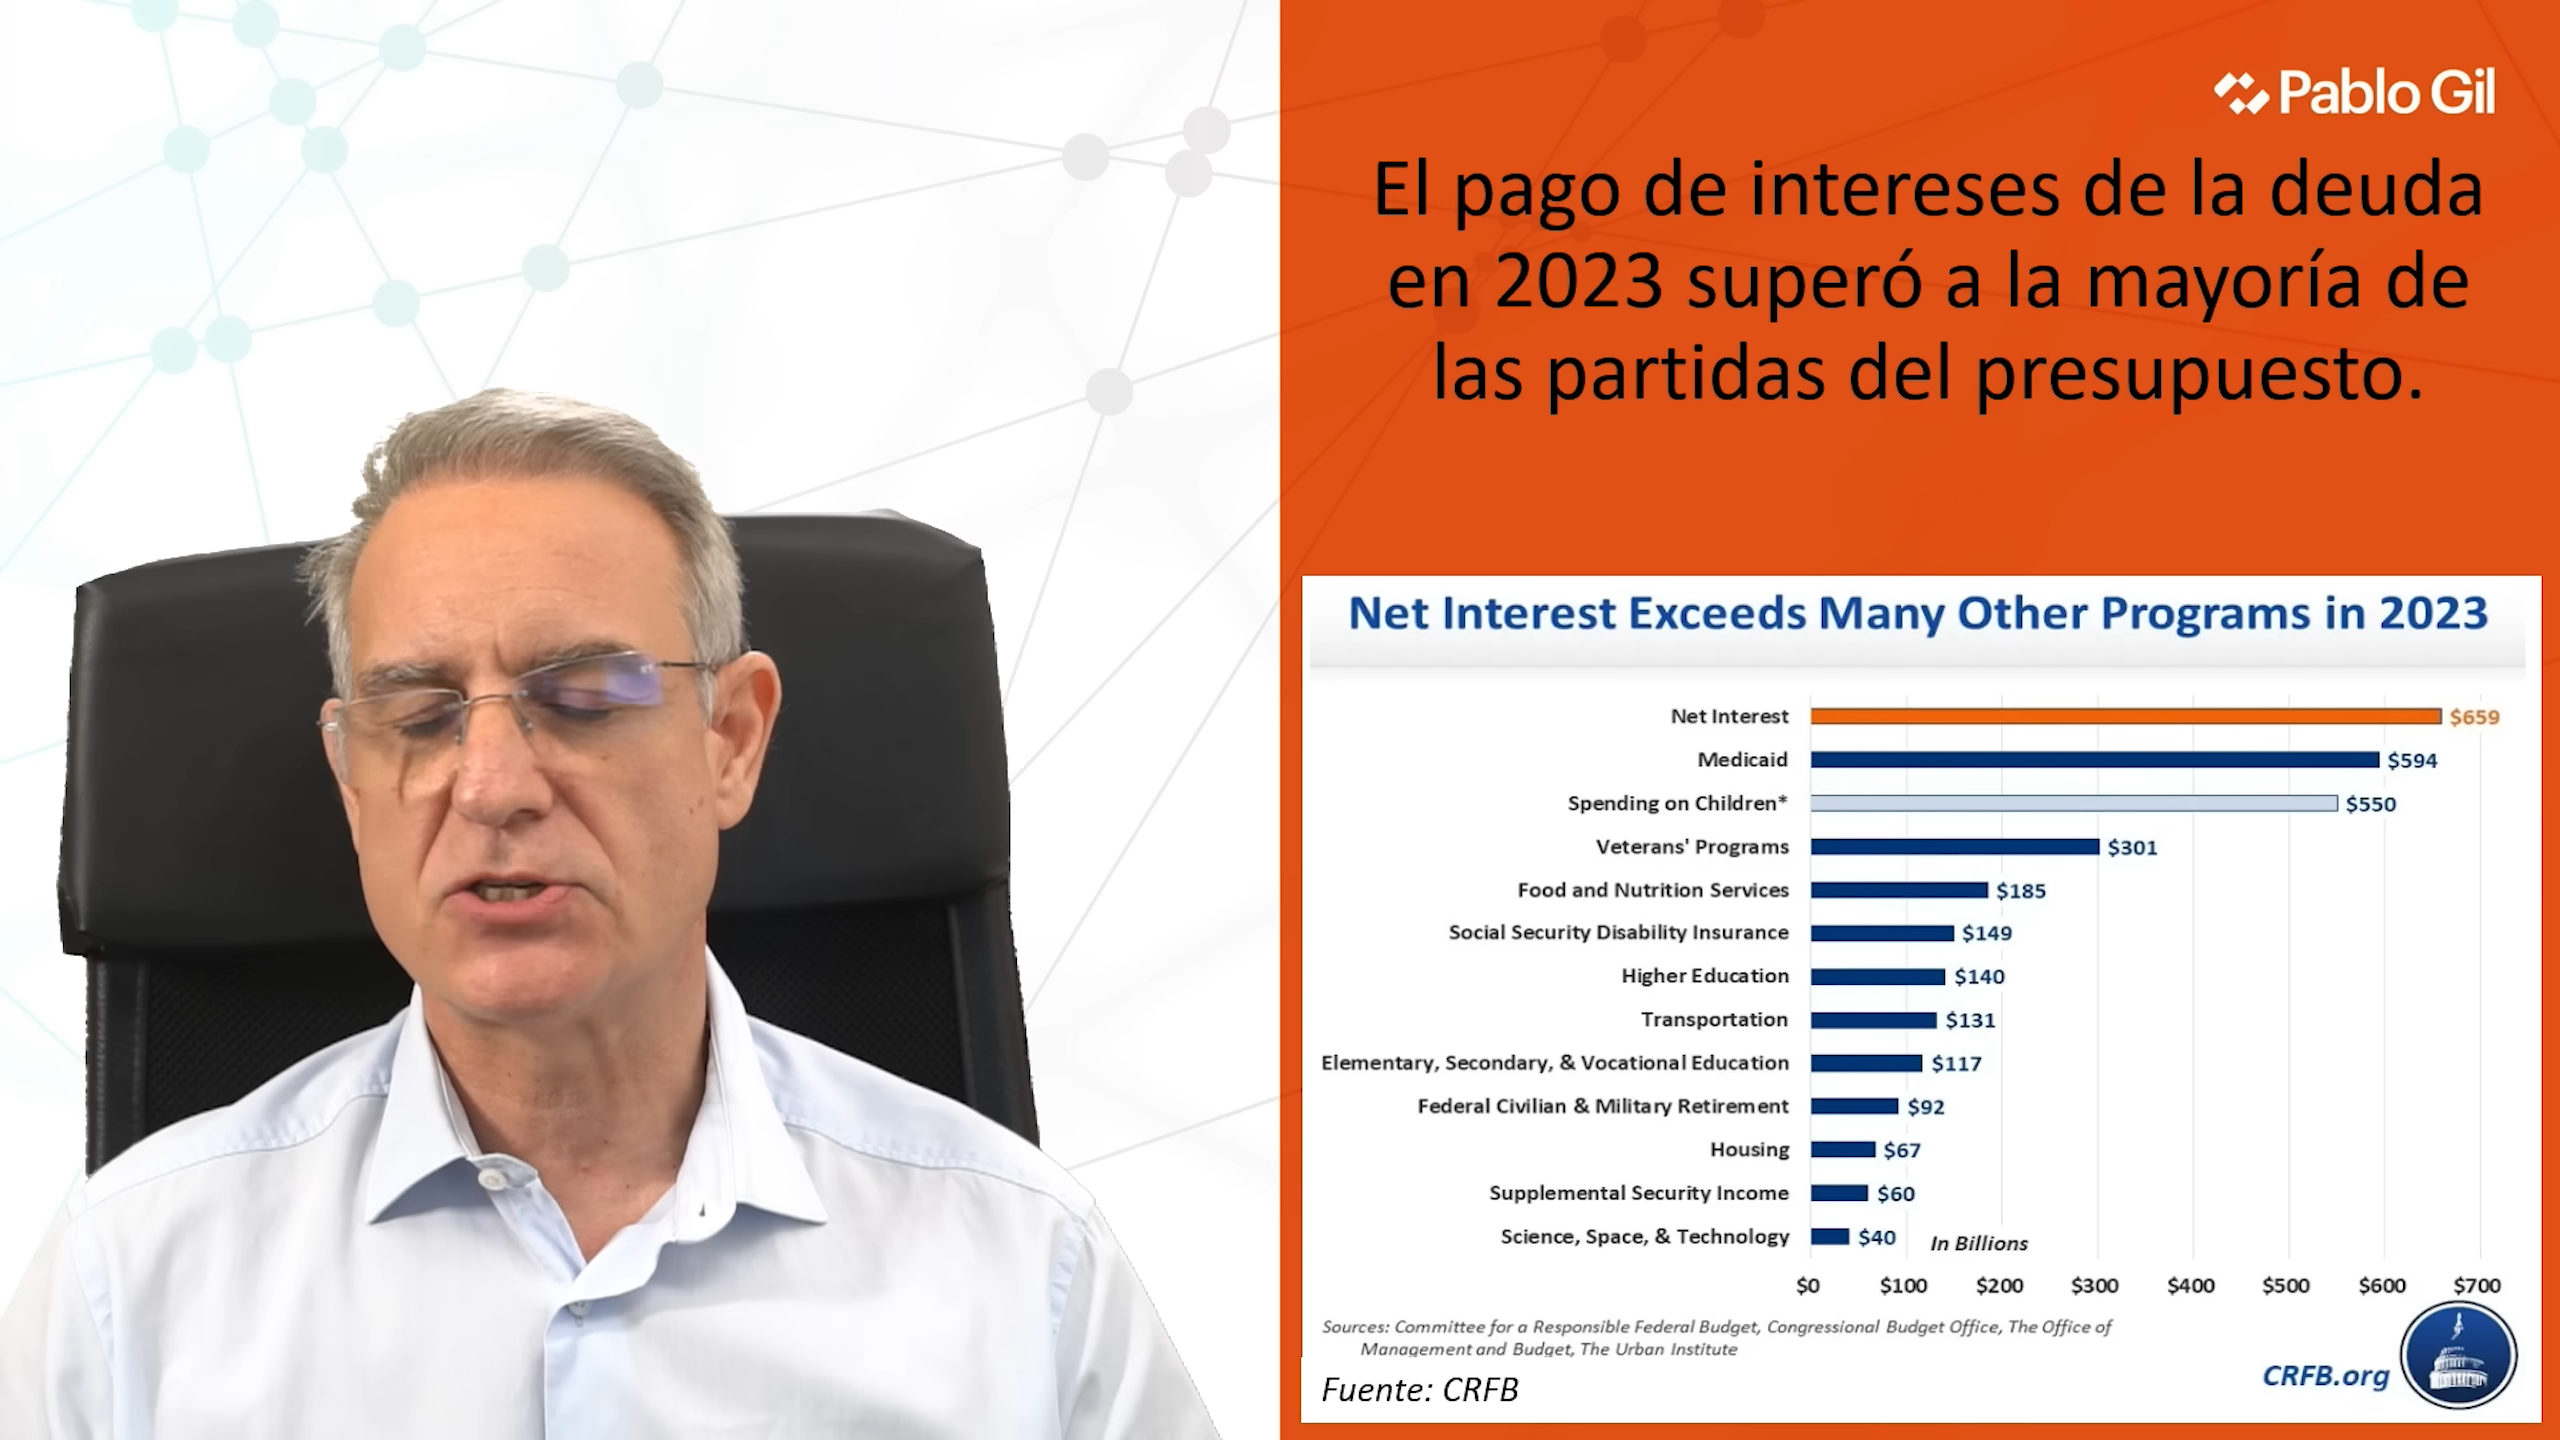 Pablo Gil
El pago de intereses de la deuda
en 2023 superó a la mayoría de
las partidas del presupuesto.
Net Interest Exceeds Many Other Programs in 2023
Net Interest $659
Medicaid $594
Spending on Children* $550
Veterans' Programs $301
Food and Nutrition Services $185
Social Security Disability Insurance $149
Higher Education $140
Transportation $131
Elementary, Secondary, & Vocational Education $117
Federal Civilian & Military Retirement $92
Housing $67
Supplemental Security Income $60
Science, Space, & Technology $40 In Billions
$0 $100 $200 $300 $400 $500 $600 $700
Sources: Committee for a Responsible Federal Budget, Congressional Budget Office, The Office of
Management and Budget, The Urban Institute
CRFB.org
Fuente: CRFB